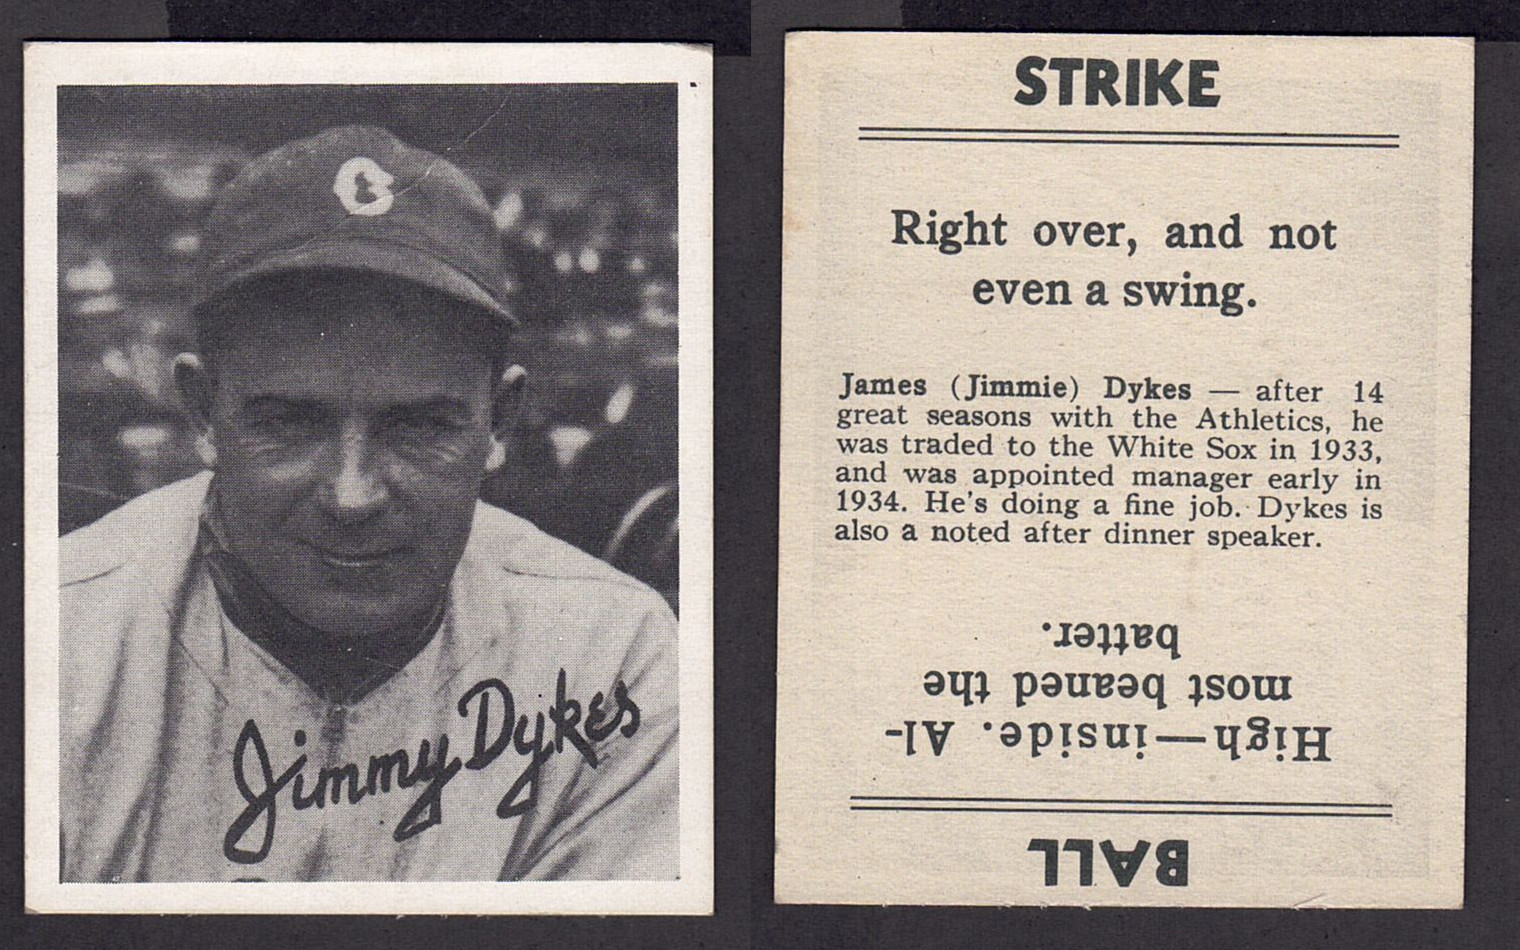 C
Jimmy Dykes
STRIKE
Right over, and not
even a swing.
James (Jimmie) Dykes — after 14
great seasons with the Athletics, he
was traded to the White Sox in 1933,
and was appointed manager early in
1934. He's doing a fine job. Dykes is
also a noted after dinner speaker.
BALL
High—inside. Al-
most beaned the
batter.